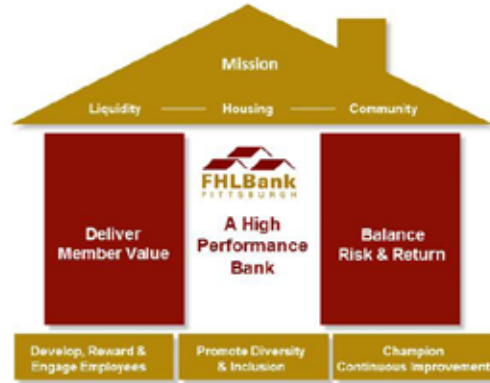 Mission
Liquidity — Housing — Community
FHLBank
PITTSBURGH
Deliver
Member Value
A High
Performance
Bank
Balance
Risk & Return
Develop, Reward &
Engage Employees
Promote Diversity
& Inclusion
Champion
Continuous Improvement